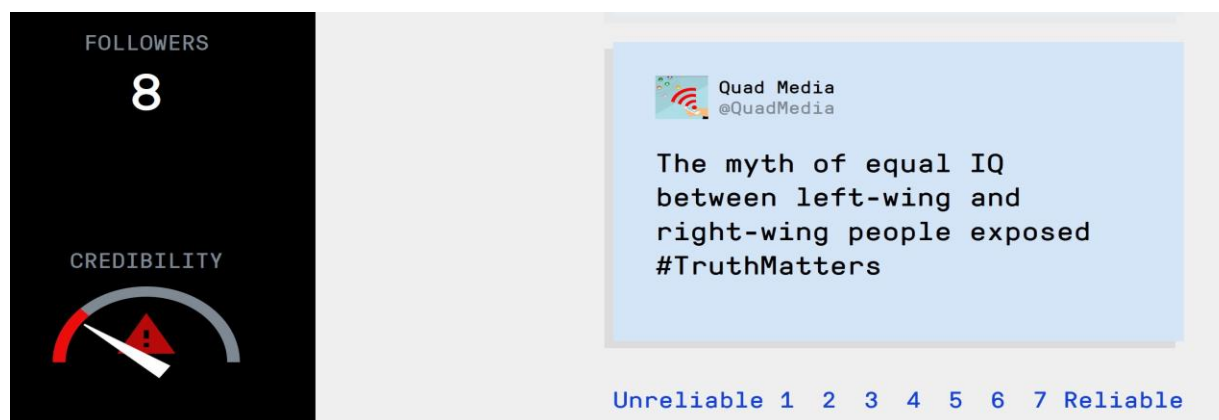 FOLLOWERS
8
CREDIBILITY
Quad Media
@QuadMedia
The myth of equal IQ
between left-wing and
right-wing people exposed
#TruthMatters
Unreliable 1 2 3 4 5 6 7 Reliable